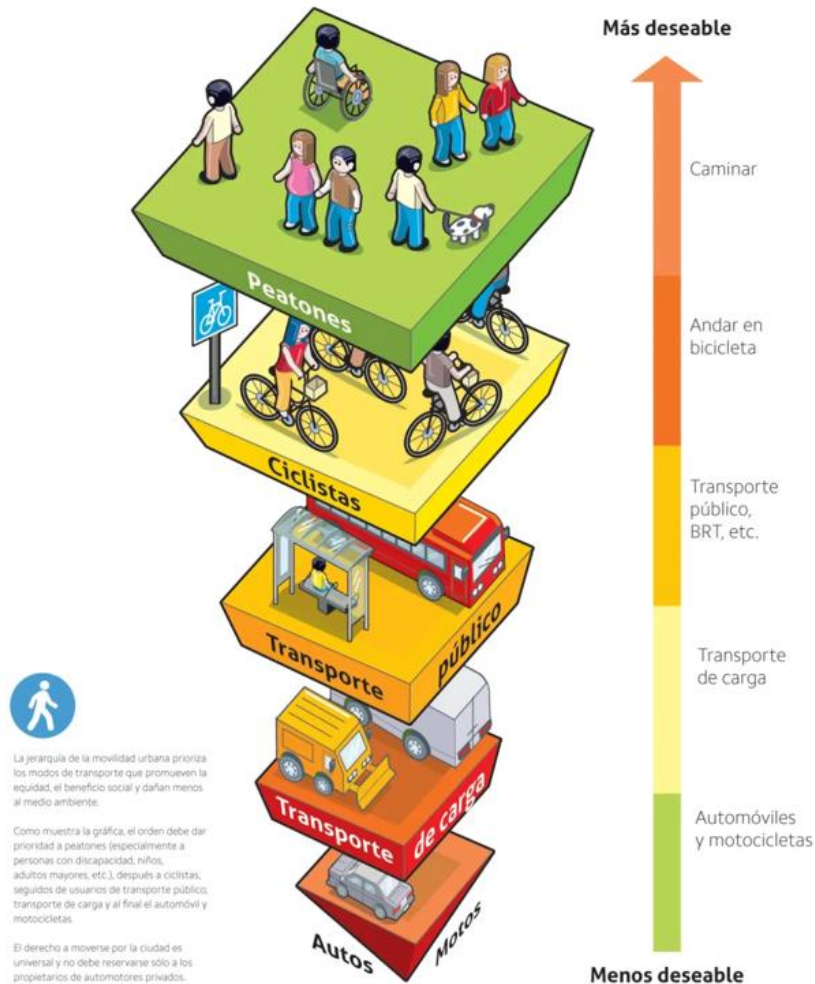 Más deseable
Caminar
Peatones
Andar en
bicicleta
Ciclistas
Transporte
público,
BRT, etc.
Transporte público
Transporte
de carga
Transporte de carga
La jerarquía de la movilidad urbana prioriza
los modos de transporte que promueven la
equidad, el beneficio social y dañan menos
al medio ambiente.
Como muestra la gráfica, el orden debe dar
prioridad a peatones (especialmente a
personas con discapacidad, niños,
adultos mayores, etc.), después a ciclistas,
seguidos de usuarios de transporte público,
transporte de carga y al final el automóvil y
motocicletas.
El derecho a moverse por la ciudad es
universal y no debe reservarse sólo a los
propietarios de automotores privados.
Automóviles
y motocicletas
Autos Motos
Menos deseable